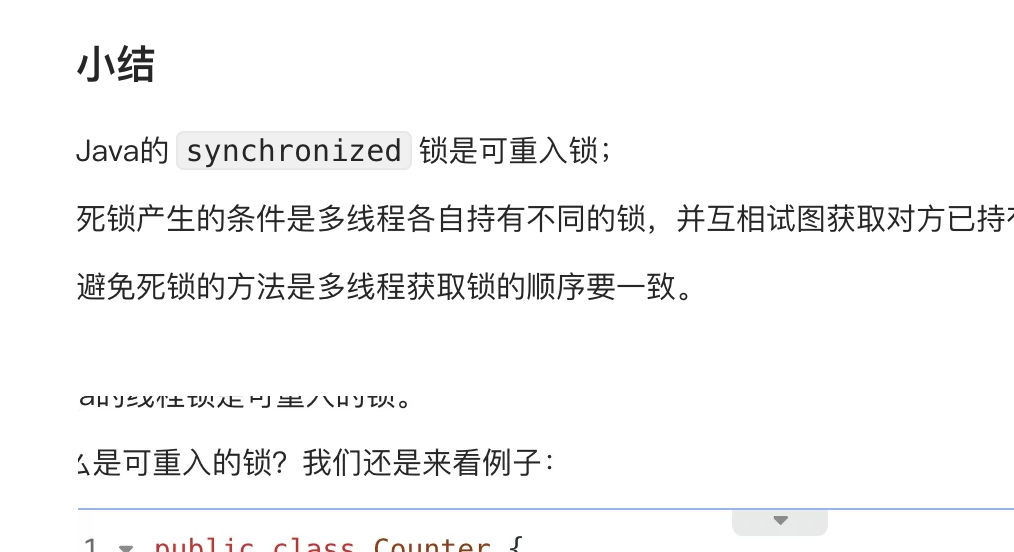 小结
Java的 synchronized 锁是可重入锁；
死锁产生的条件是多线程各自持有不同的锁，并互相试图获取对方已持
避免死锁的方法是多线程获取锁的顺序要一致。
a的线程锁是可重入的锁。
是可重入的锁？我们还是来看例子：
1 public class Counter {